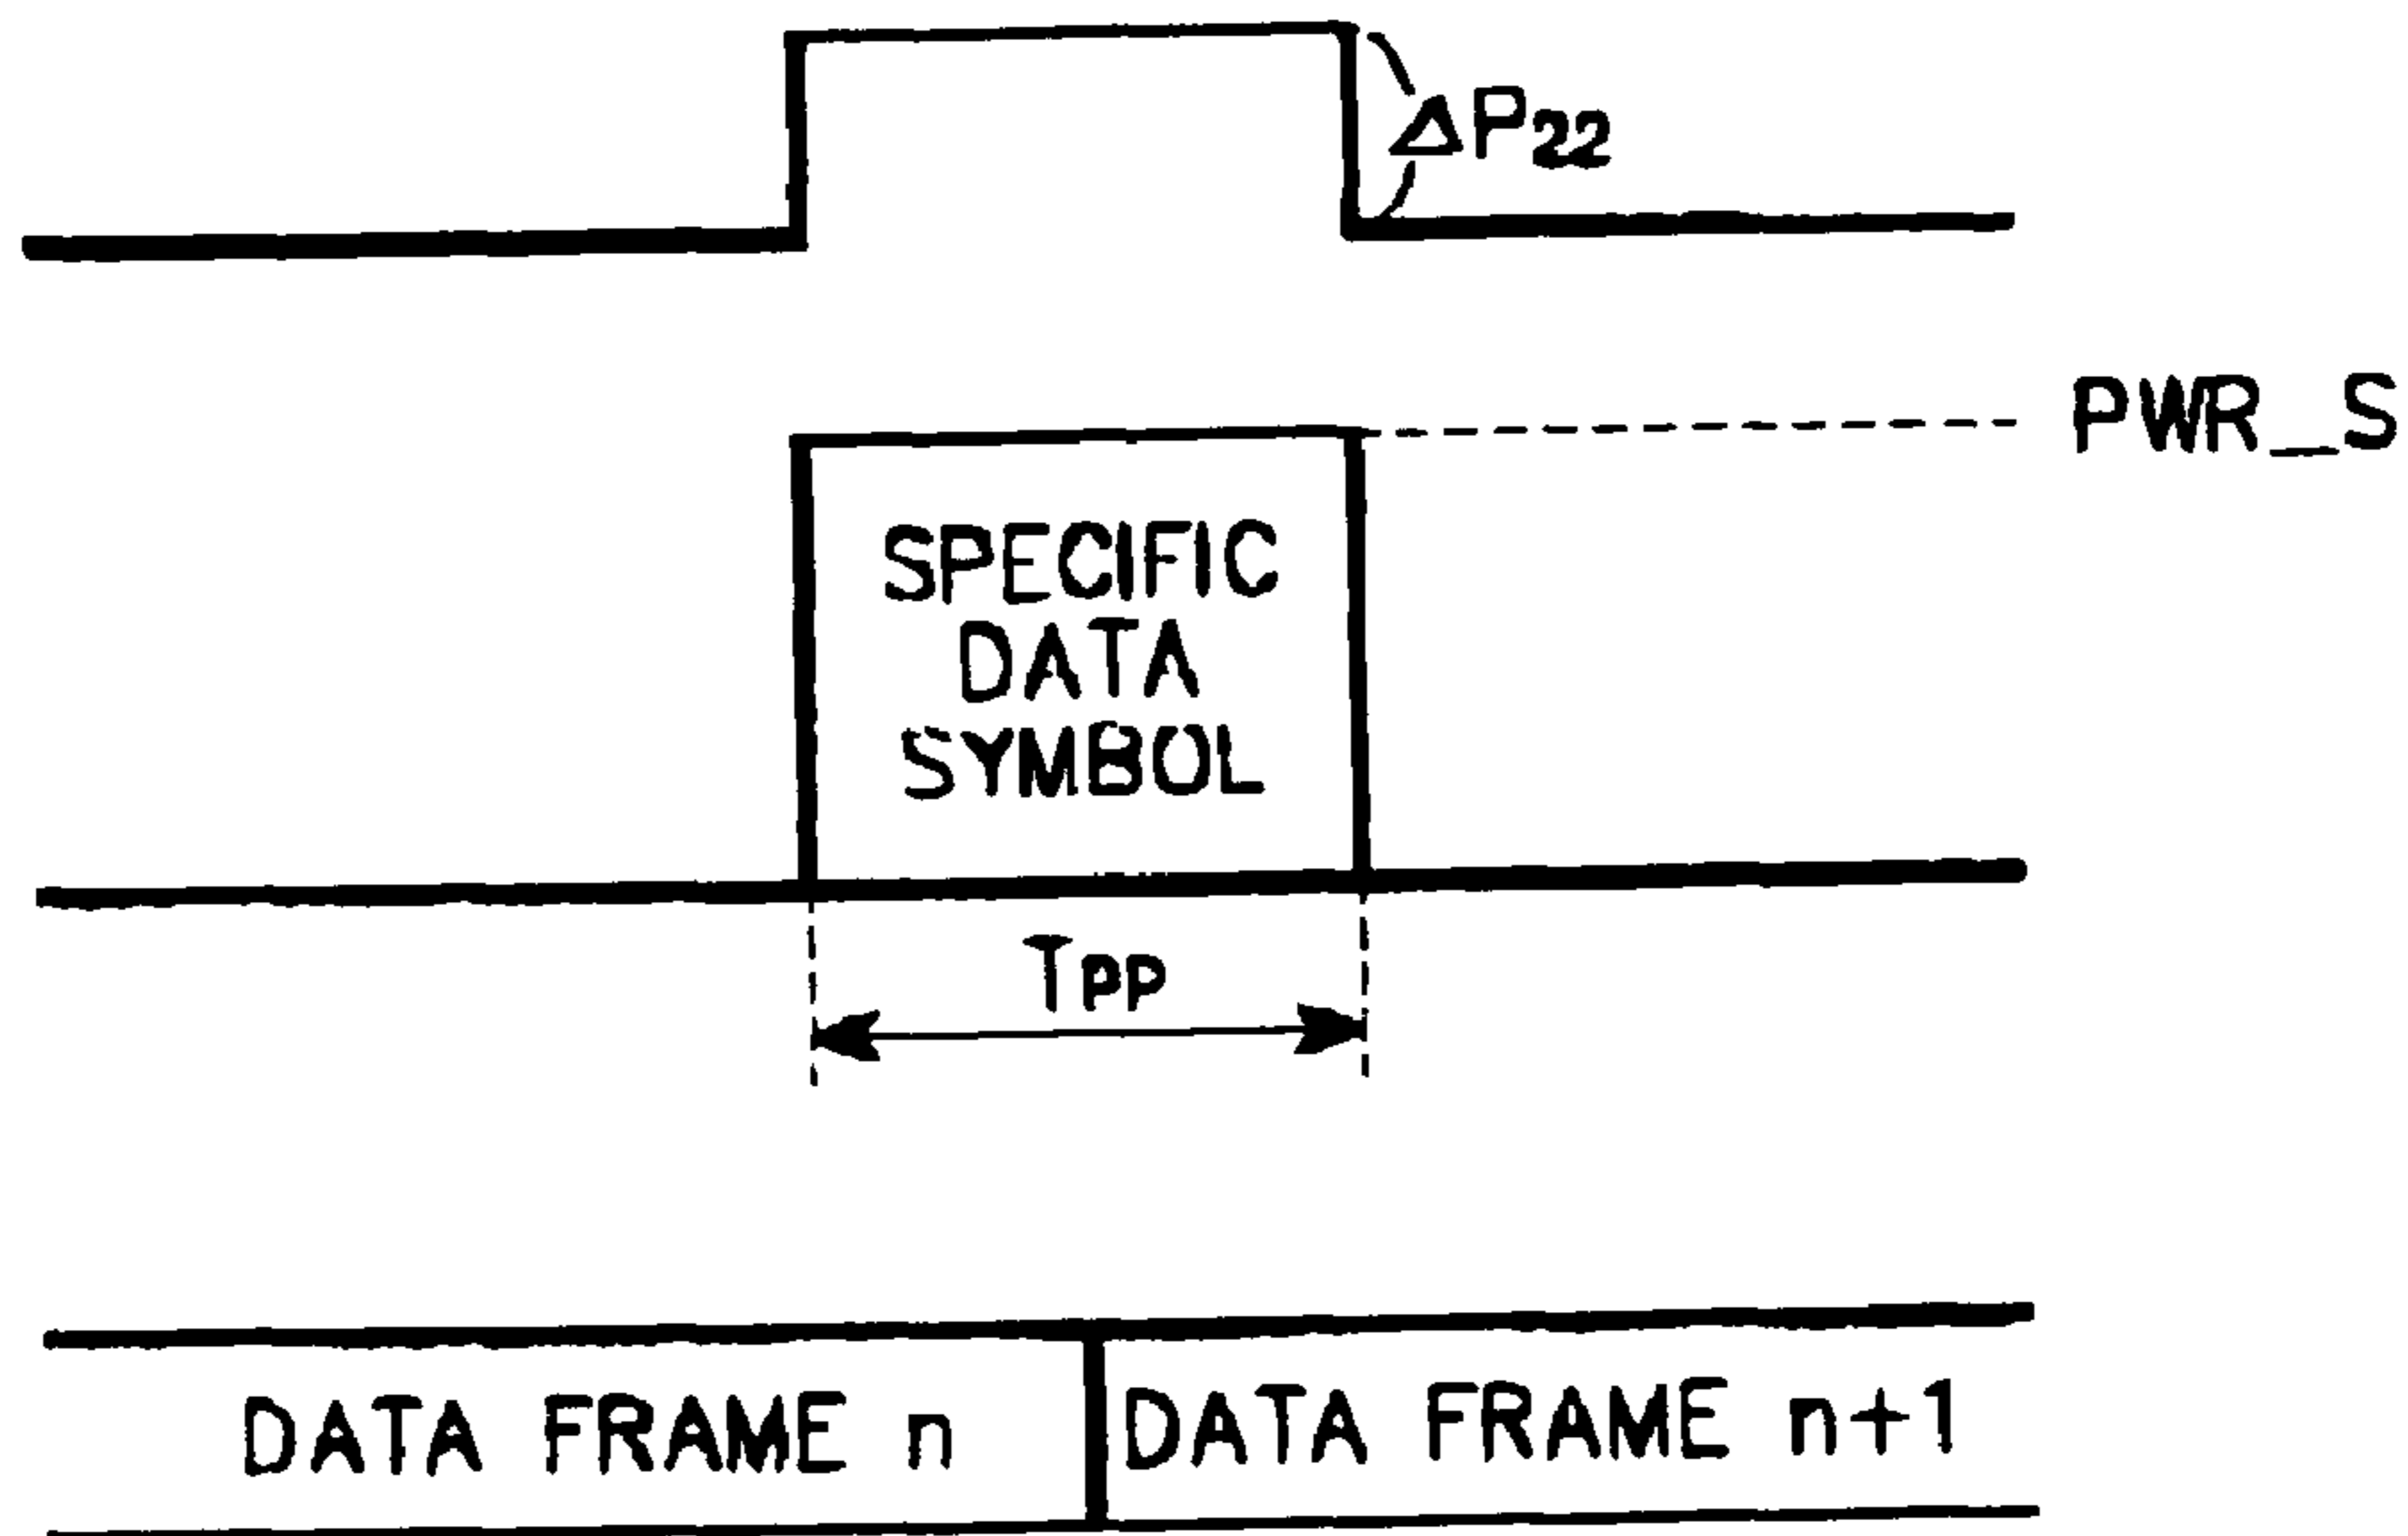 ΔP22
PWR_S
SPECIFIC
DATA
SYMBOL
TPP
DATA FRAME n
DATA FRAME n+1